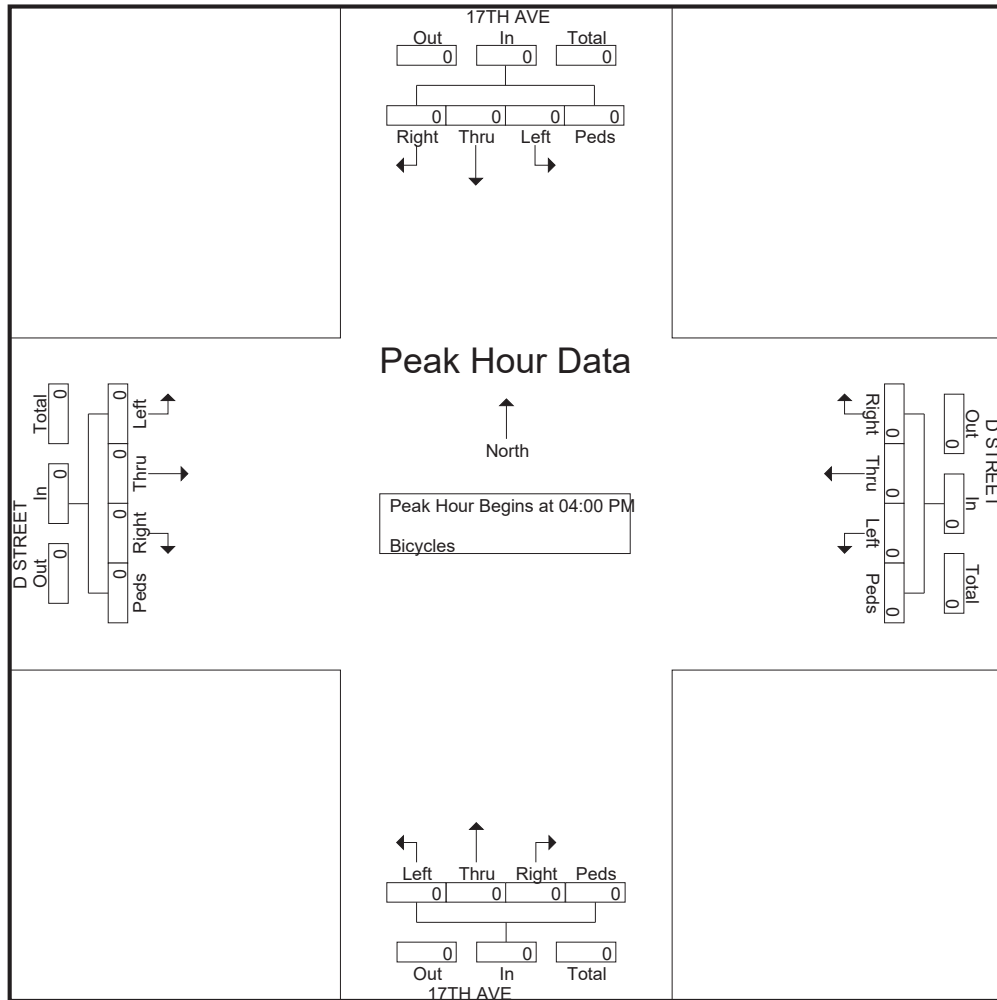 17TH AVE
Out In Total
0 0 0
0 0 0 0
Right Thru Left Peds
Peak Hour Data
North
Peak Hour Begins at 04:00 PM
Bicycles
D STREET
Total In Out
0 0 0
0 0 0 0
Left Thru Right Peds
D STREET
Out In Total
0 0 0
0 0 0 0
Right Thru Left Peds
Left Thru Right Peds
0 0 0 0
0 0 0
Out In Total
17TH AVE